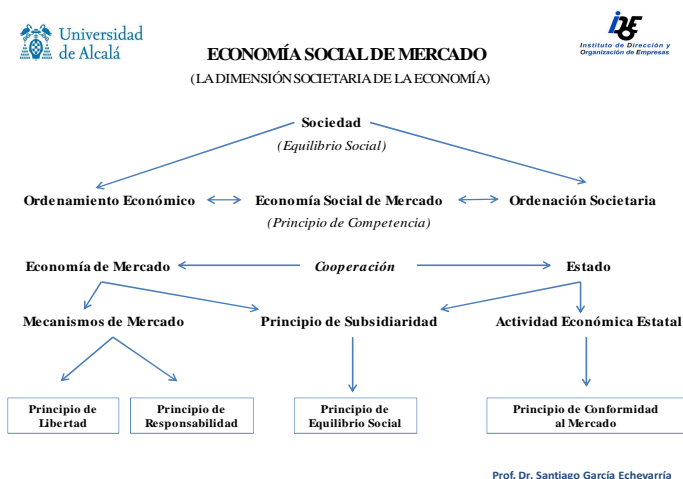 Universidad
de Alcalá
IDOE
Instituto de Dirección y
Organización de Empresas
ECONOMÍA SOCIAL DE MERCADO
(LA DIMENSIÓN SOCIETARIA DE LA ECONOMÍA)
Sociedad
(Equilibrio Social)
Ordenamiento Económico
Economía Social de Mercado
Ordenación Societaria
(Principio de Competencia)
Economía de Mercado
Cooperación
Estado
Mecanismos de Mercado
Principio de Subsidiaridad
Actividad Económica Estatal
Principio de
Libertad
Principio de
Responsabilidad
Principio de
Equilibrio Social
Principio de Conformidad
al Mercado
Prof. Dr. Santiago García Echevarría